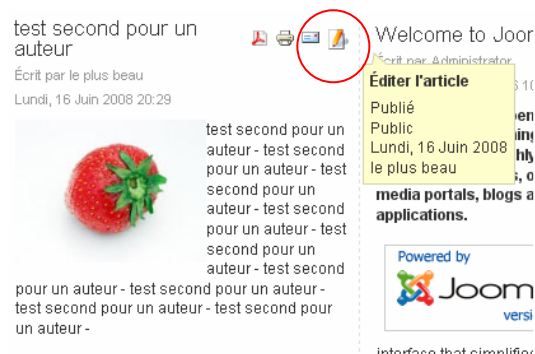 test second pour un
auteur
Écrit par le plus beau
Lundi, 16 Juin 2008 20:29
test second pour un
auteur - test second
pour un auteur - test
second pour un
auteur - test second
pour un auteur - test
second pour un
auteur - test second
pour un auteur - test second pour un auteur -
test second pour un auteur - test second pour
un auteur -
Welcome to Joor
Écrit par Administrator
Éditer l'article
Publié
Public
Lundi, 16 Juin 2008
le plus beau
media portals, blogs a
applications.
Powered by
Joom
versi
interface that simplified